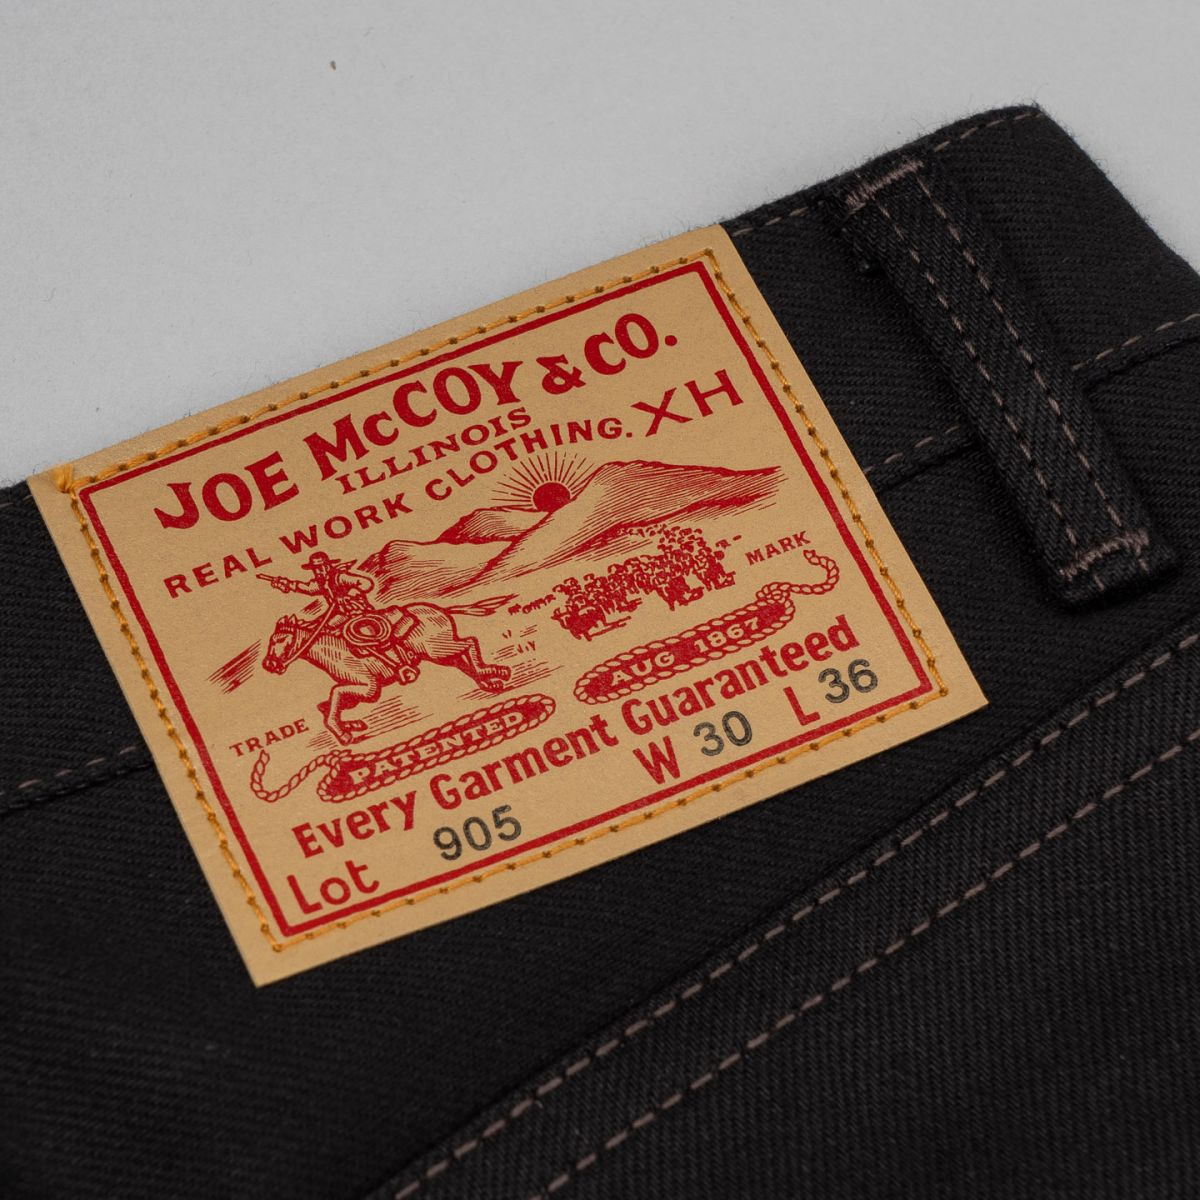 JOE McCOY & CO.
ILLINOIS
REAL WORK CLOTHING. XH
TRADE MARK
PATENTED AUG 1867
Every Garment Guaranteed
Lot 905 W 30 L 36